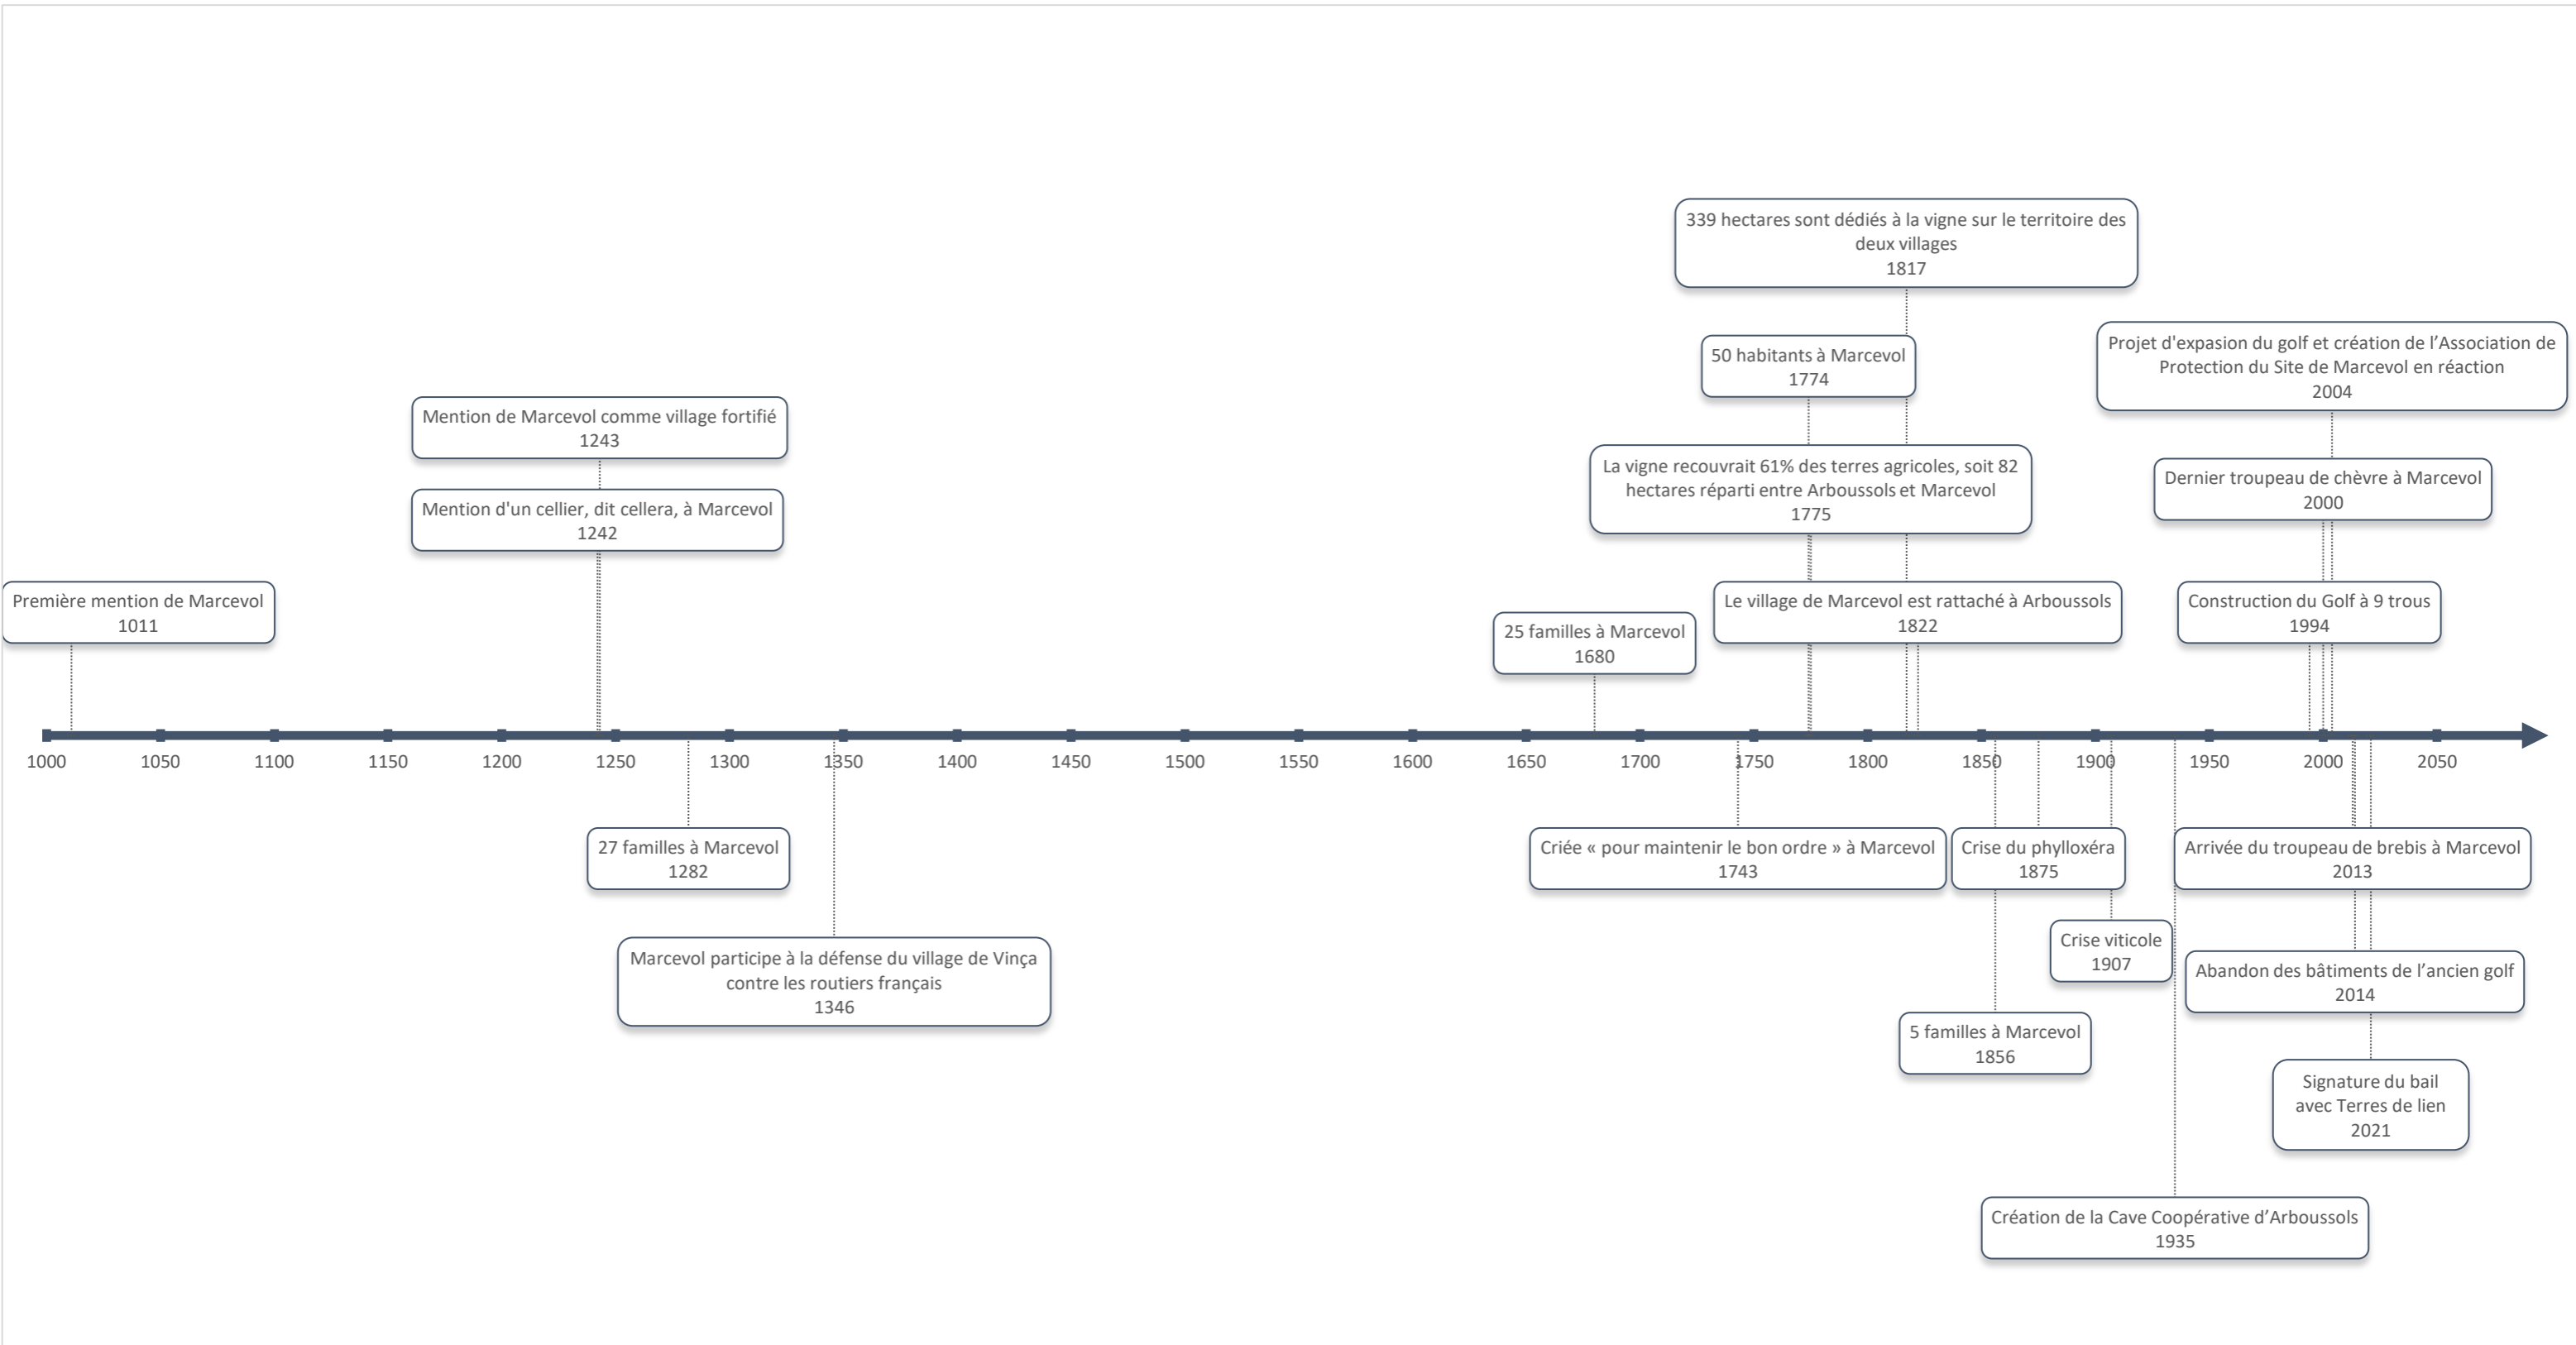 339 hectares sont dédiés à la vigne sur le territoire des
deux villages
1817
50 habitants à Marcevol
1774
Projet d'expasion du golf et création de l’Association de
Protection du Site de Marcevol en réaction
2004
Mention de Marcevol comme village fortifié
1243
La vigne recouvrait 61% des terres agricoles, soit 82
hectares réparti entre Arboussols et Marcevol
1775
Dernier troupeau de chèvre à Marcevol
2000
Mention d'un cellier, dit cellera, à Marcevol
1242
Première mention de Marcevol
1011
25 familles à Marcevol
1680
Le village de Marcevol est rattaché à Arboussols
1822
Construction du Golf à 9 trous
1994
1000 1050 1100 1150 1200 1250 1300 1350 1400 1450 1500 1550 1600 1650 1700 1750 1800 1850 1900 1950 2000 2050
27 familles à Marcevol
1282
Criée « pour maintenir le bon ordre » à Marcevol
1743
Crise du phylloxéra
1875
Arrivée du troupeau de brebis à Marcevol
2013
Marcevol participe à la défense du village de Vinça
contre les routiers français
1346
Crise viticole
1907
Abandon des bâtiments de l’ancien golf
2014
5 familles à Marcevol
1856
Signature du bail
avec Terres de lien
2021
Création de la Cave Coopérative d’Arboussols
1935